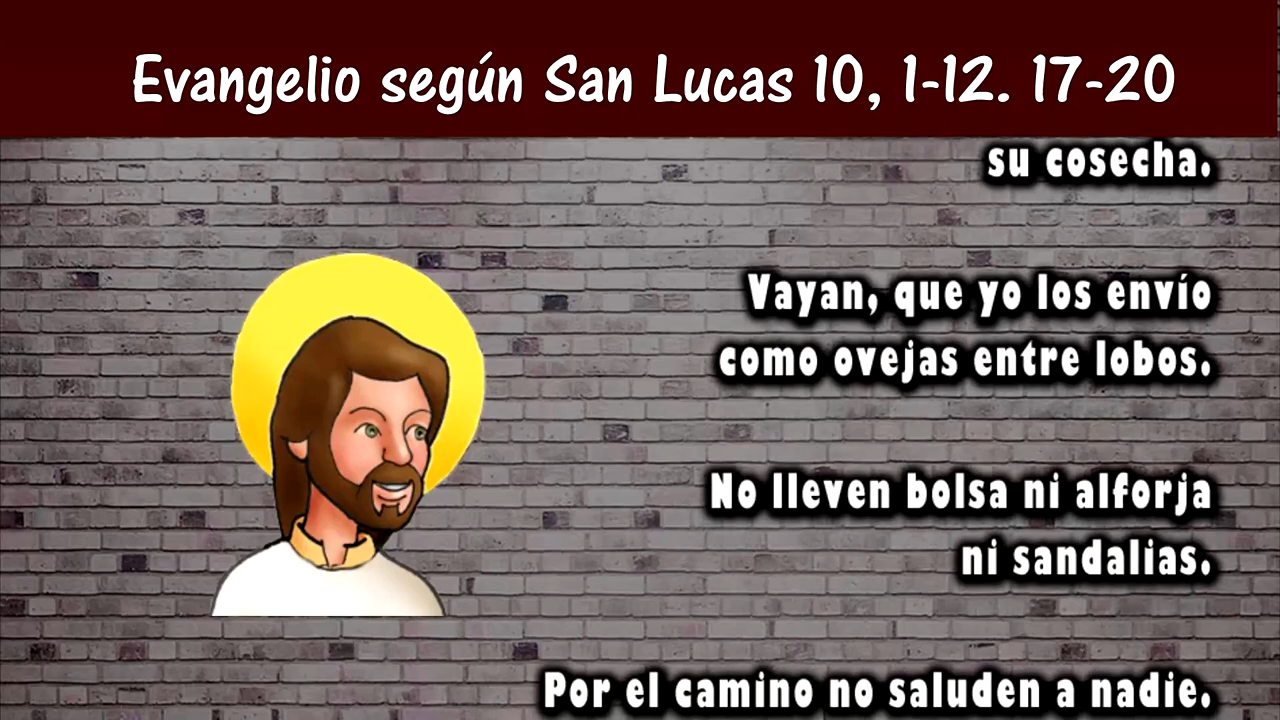 Evangelio según San Lucas 10, 1-12. 17-20
su cosecha.
Vayan, que yo los envío
como ovejas entre lobos.
No lleven bolsa ni alforja
ni sandalias.
Por el camino no saluden a nadie.